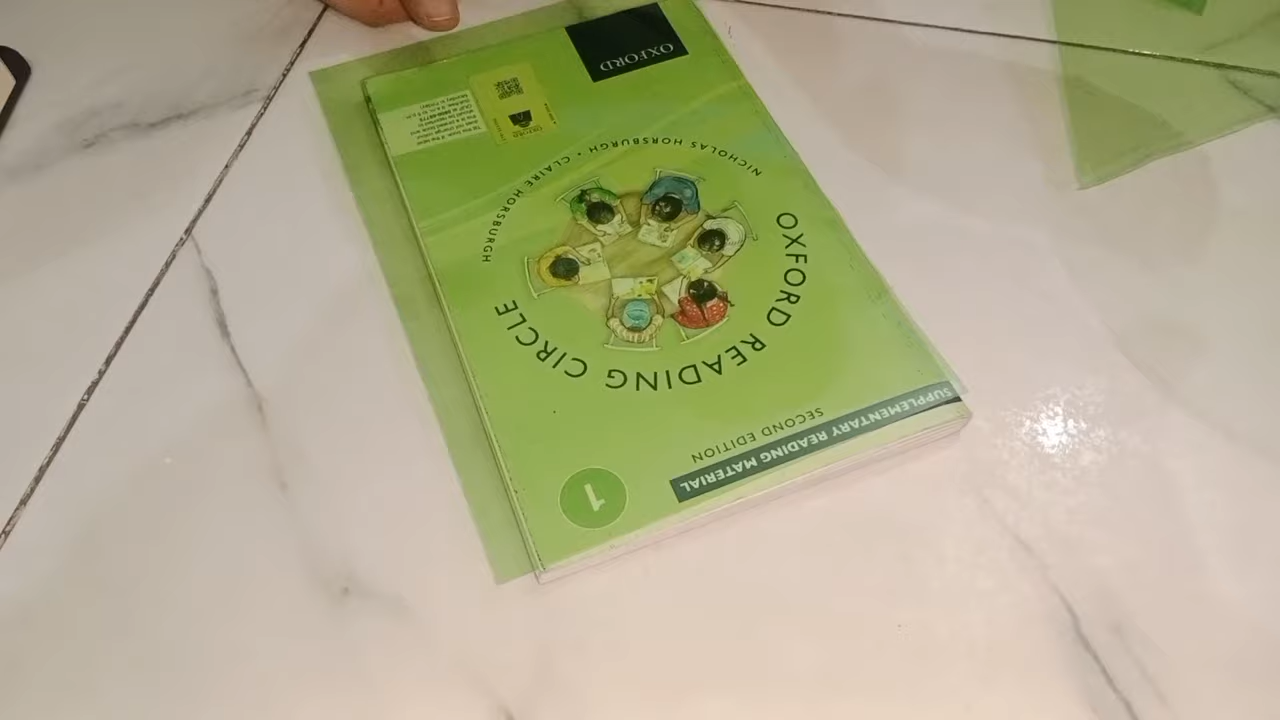 SUPPLEMENTARY READING MATERIAL
SECOND EDITION
1
OXFORD READING CIRCLE
NICHOLAS HORSBURGH • CLAIRE HORSBURGH
OXFORD